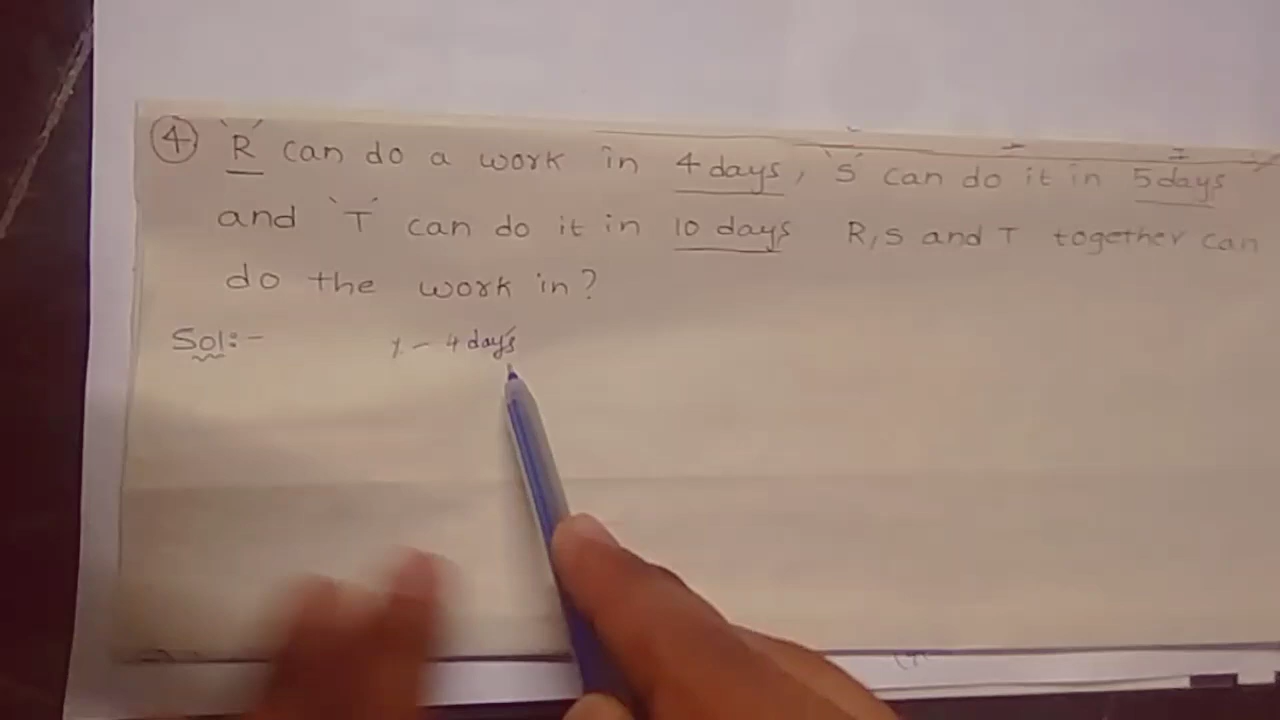 ④ 'R' can do a work in 4 days, 'S' can do it in 5 days
and 'T' can do it in 10 days R, S and T together can
do the work in?
Sol:- - 4 days